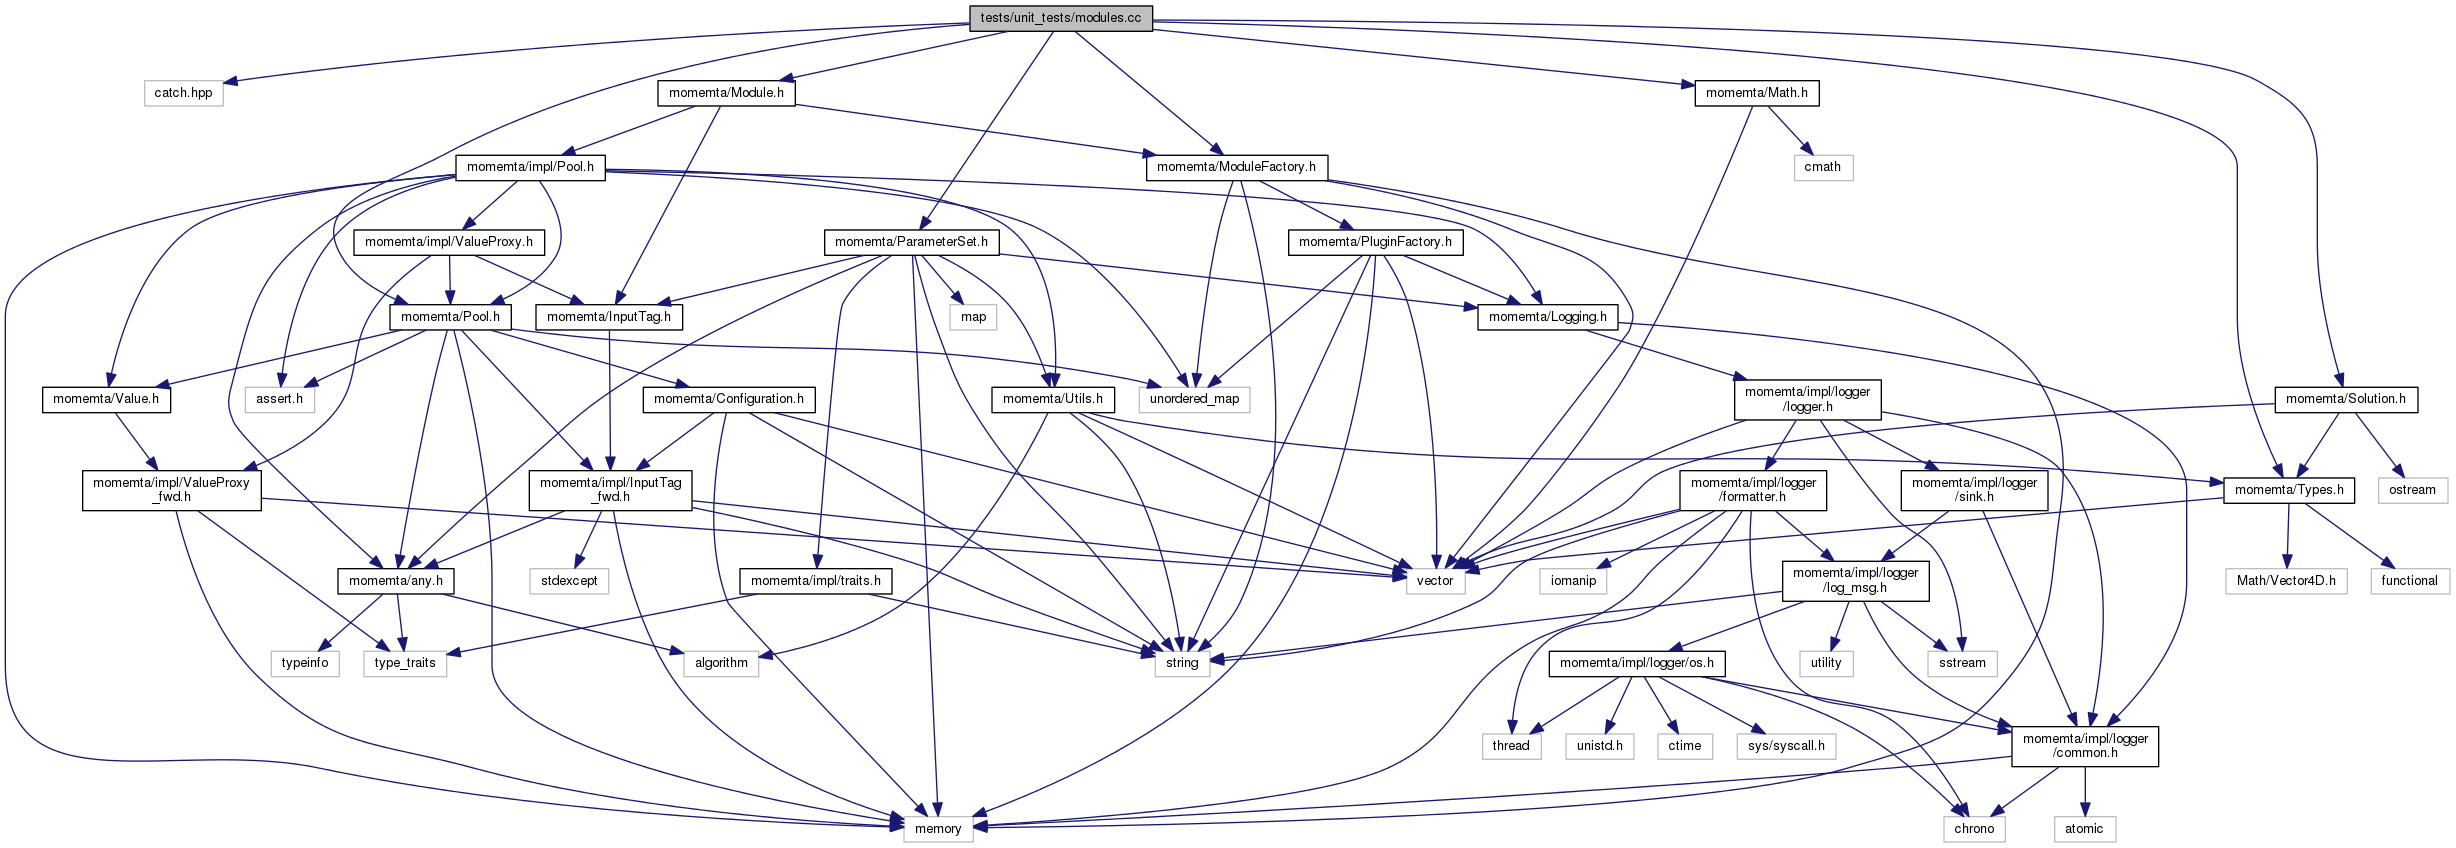 tests/unit_tests/modules.cc
catch.hpp
momemta/Module.h
momemta/Math.h
momemta/impl/Pool.h
momemta/ModuleFactory.h
cmath
momemta/impl/ValueProxy.h
momemta/ParameterSet.h
momemta/PluginFactory.h
momemta/Pool.h
momemta/InputTag.h
map
momemta/Logging.h
momemta/Value.h
assert.h
momemta/Configuration.h
momemta/Utils.h
unordered_map
momemta/impl/logger
/logger.h
momemta/Solution.h
momemta/impl/ValueProxy
_fwd.h
momemta/impl/InputTag
_fwd.h
momemta/impl/logger
/formatter.h
momemta/impl/logger
/sink.h
momemta/Types.h
ostream
momemta/any.h
stdexcept
momemta/impl/traits.h
vector
iomanip
momemta/impl/logger
/log_msg.h
Math/Vector4D.h
functional
typeinfo
type_traits
algorithm
string
momemta/impl/logger/os.h
utility
sstream
thread
unistd.h
ctime
sys/syscall.h
momemta/impl/logger
/common.h
memory
chrono
atomic